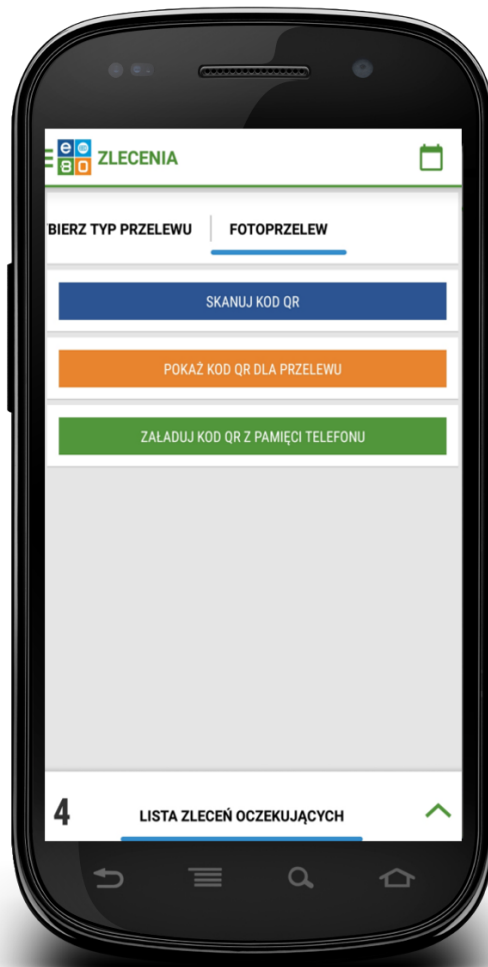 e
80
ZLECENIA
BIERZ TYP PRZELEWU FOTOPRZELEW
SKANUJ KOD QR
POKAŻ KOD QR DLA PRZELEWU
ZAŁADUJ KOD QR Z PAMIĘCI TELEFONU
4 LISTA ZLECEŃ OCZEKUJĄCYCH